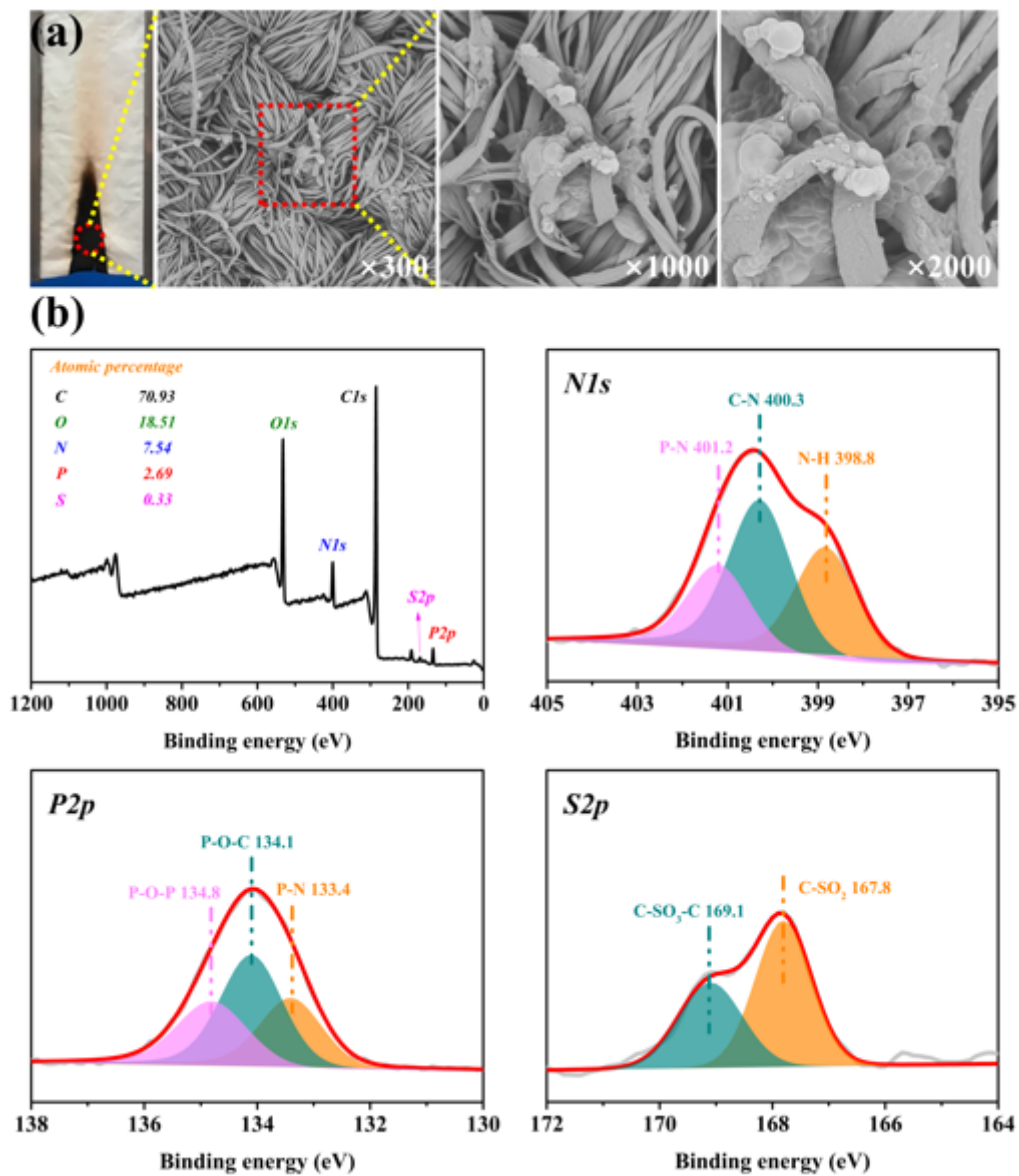 (a)
×300
×1000
×2000
(b)
Atomic percentage
C 70.93
O 18.51
N 7.54
P 2.69
S 0.33
C1s
O1s
N1s
S2p
P2p
1200 1000 800 600 400 200 0
Binding energy (eV)
N1s
C-N 400.3
P-N 401.2
N-H 398.8
405 403 401 399 397 395
Binding energy (eV)
P2p
P-O-C 134.1
P-O-P 134.8
P-N 133.4
138 136 134 132 130
Binding energy (eV)
S2p
C-SO₂ 167.8
C-SO₃-C 169.1
172 170 168 166 164
Binding energy (eV)